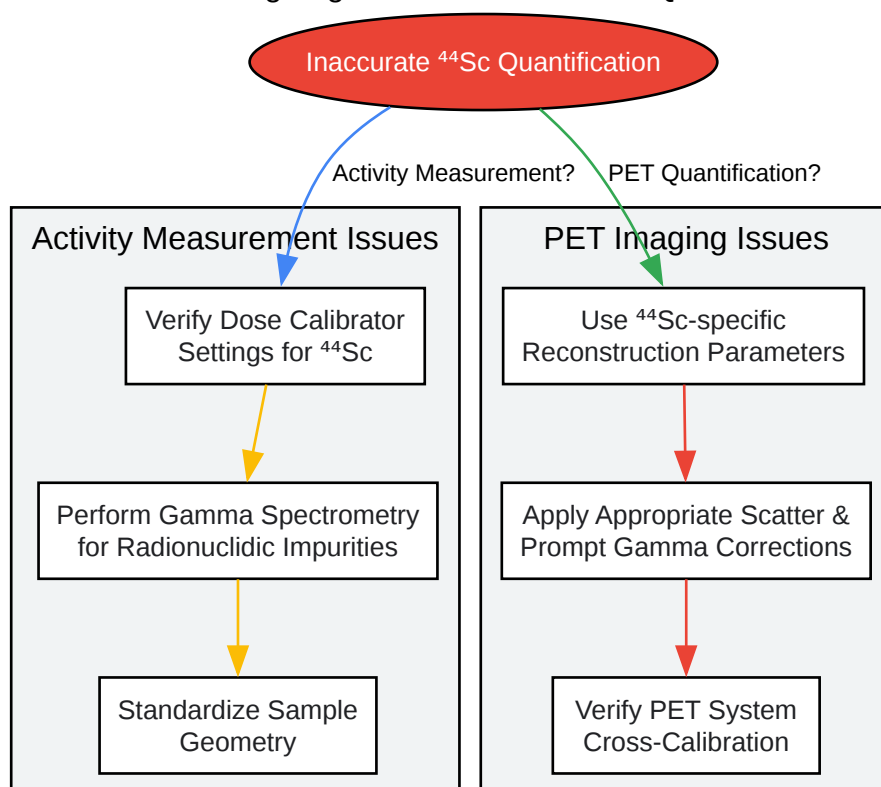 Inaccurate ⁴⁴Sc Quantification
Activity Measurement?
PET Quantification?
Activity Measurement Issues
Verify Dose Calibrator
Settings for ⁴⁴Sc
Perform Gamma Spectrometry
for Radionuclidic Impurities
Standardize Sample
Geometry
PET Imaging Issues
Use ⁴⁴Sc-specific
Reconstruction Parameters
Apply Appropriate Scatter &
Prompt Gamma Corrections
Verify PET System
Cross-Calibration